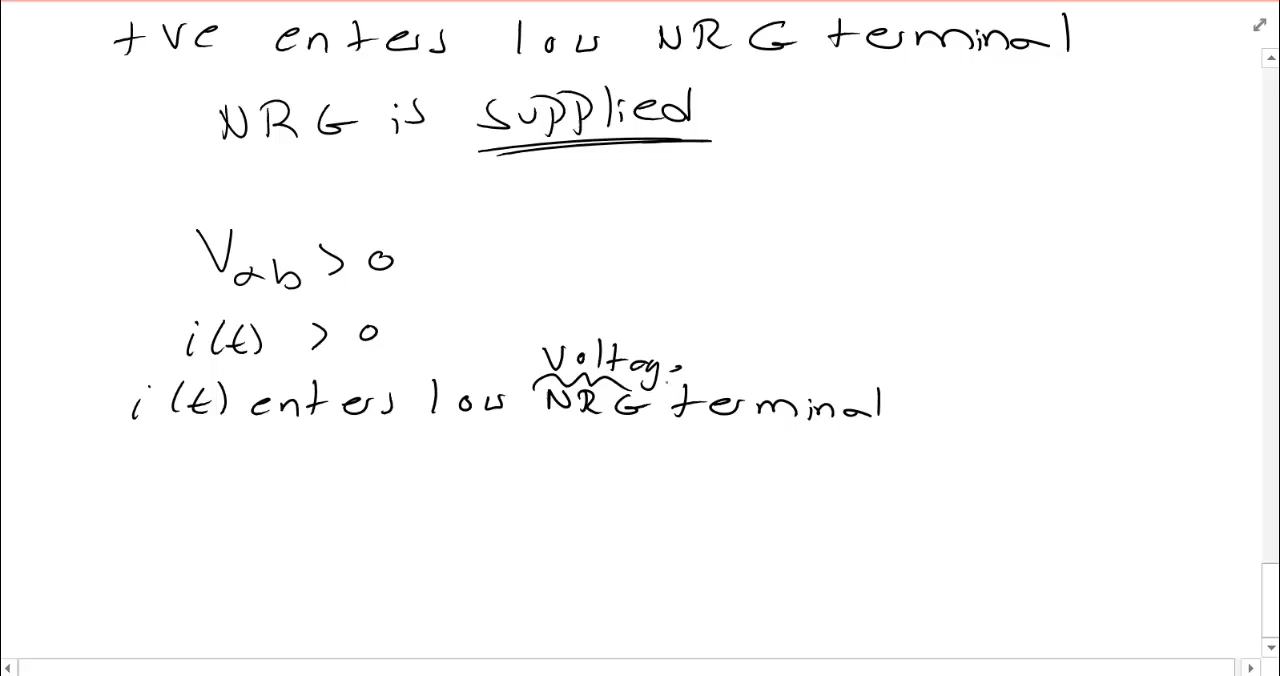 +ve enters low NRG terminal
NRG is supplied
Vab > 0
i(t) > 0
Voltage
i(t) enters low NRG terminal